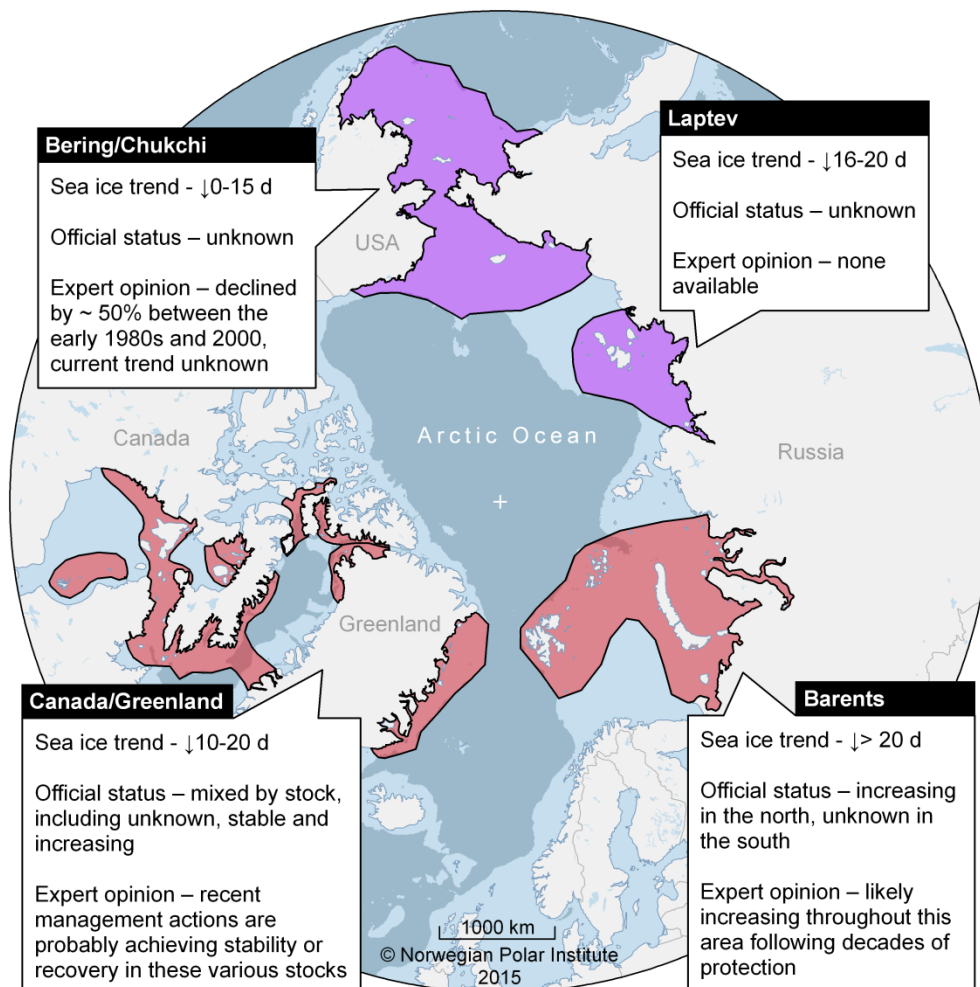 Bering/Chukchi
Sea ice trend - ↓0-15 d
Official status – unknown
Expert opinion – declined
by ~ 50% between the
early 1980s and 2000,
current trend unknown
Laptev
Sea ice trend - ↓16-20 d
Official status – unknown
Expert opinion – none
available
USA
Canada
Arctic Ocean
Russia
Greenland
Canada/Greenland
Sea ice trend - ↓10-20 d
Official status – mixed by stock,
including unknown, stable and
increasing
Expert opinion – recent
management actions are
probably achieving stability or
recovery in these various stocks
Barents
Sea ice trend - ↓> 20 d
Official status – increasing
in the north, unknown in
the south
Expert opinion – likely
increasing throughout this
area following decades of
protection
1000 km
© Norwegian Polar Institute
2015